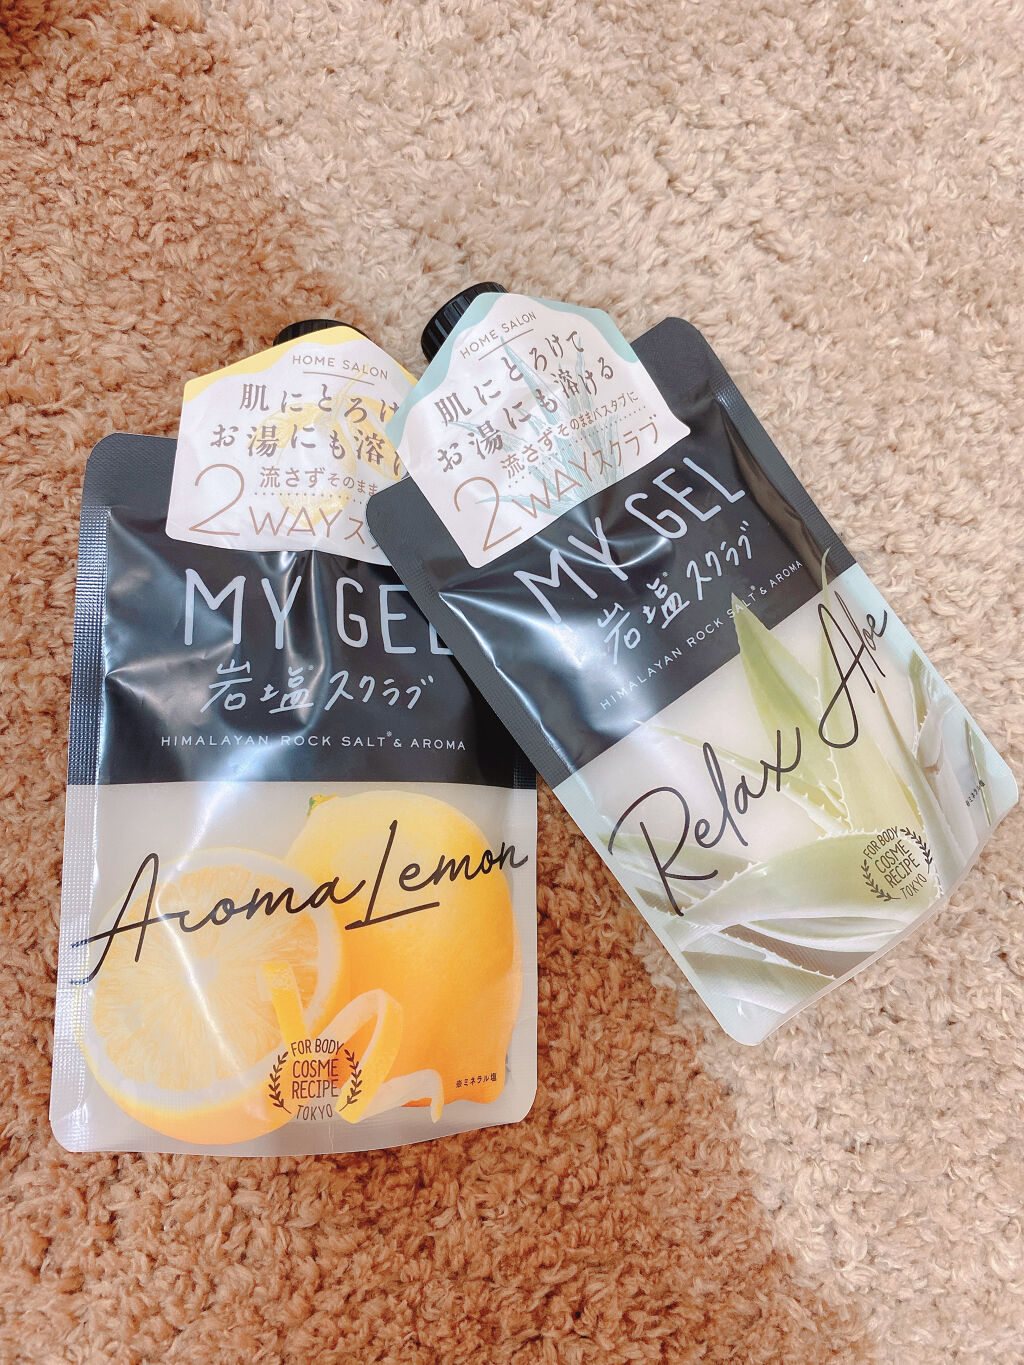 HOME SALON
肌にとろけ
お湯にも溶け
流さずそのまま
2WAYス
MY GEL
岩塩※スクラブ
HIMALAYAN ROCK SALT※ & AROMA
Aroma Lemon
FOR BODY
COSME
RECIPE
TOKYO
※ミネラル塩
HOME SALON
肌にとろけて
お湯にも溶ける
流さずそのままバスタブに
2WAYスクラブ
MY GEL
岩塩※スクラブ
HIMALAYAN ROCK SALT※ & AROMA
Relax Aloe
FOR BODY
COSME
RECIPE
TOKYO
※ミネラル塩